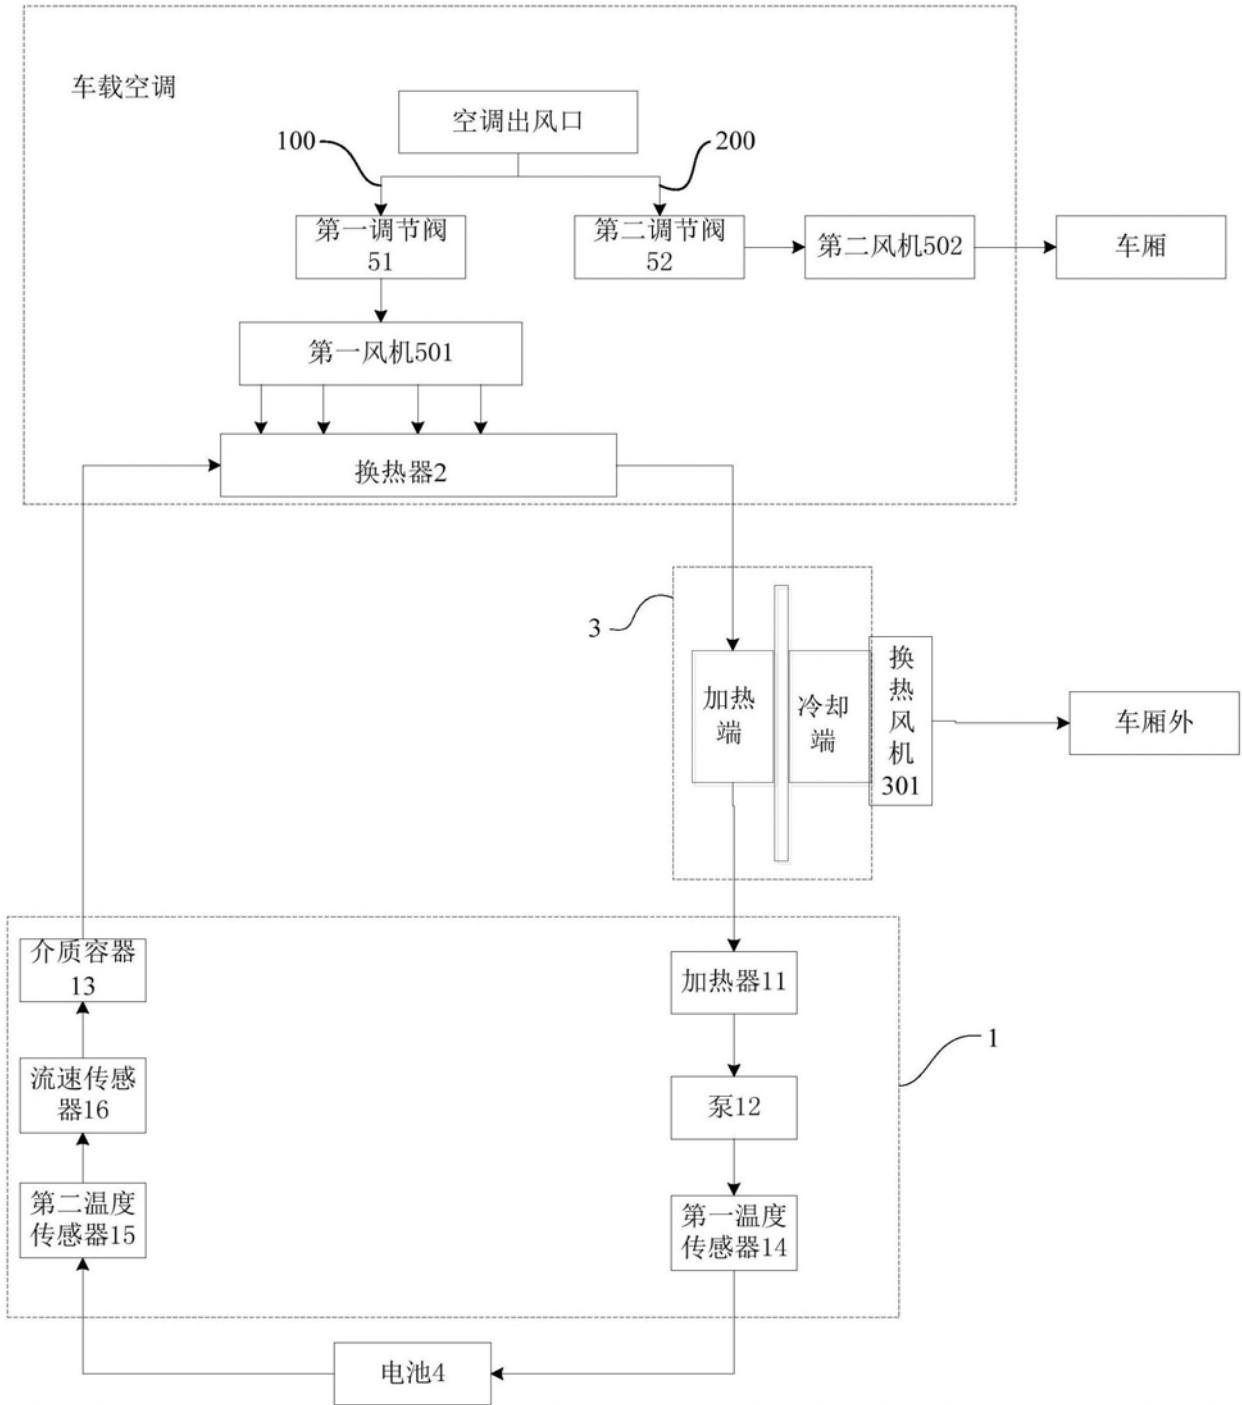 车载空调
空调出风口
100
200
第一调节阀
51
第二调节阀
52
第二风机502
车厢
第一风机501
换热器2
3
加热
端
冷却
端
换
热
风
机
301
车厢外
介质容器
13
加热器11
1
流速传感
器16
泵12
第二温度
传感器15
第一温度
传感器14
电池4